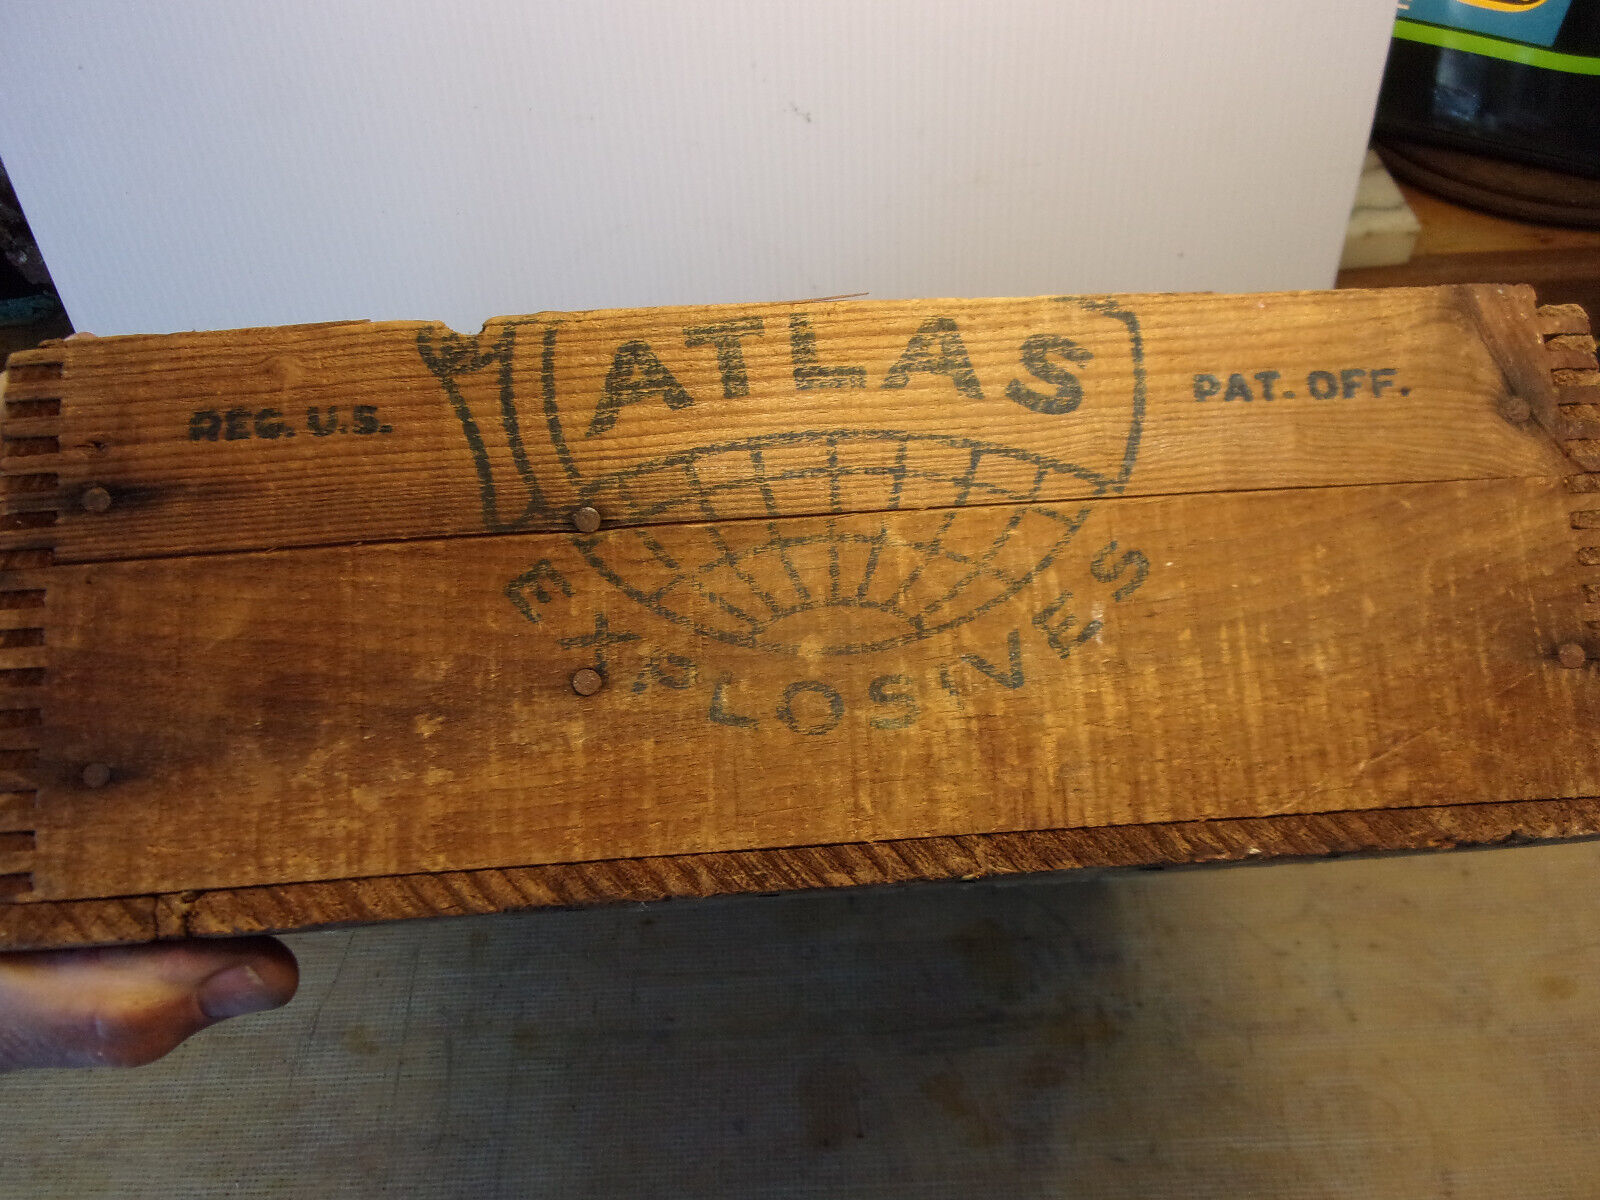 ATLAS
REG. U.S. PAT. OFF.
EXPLOSIVES